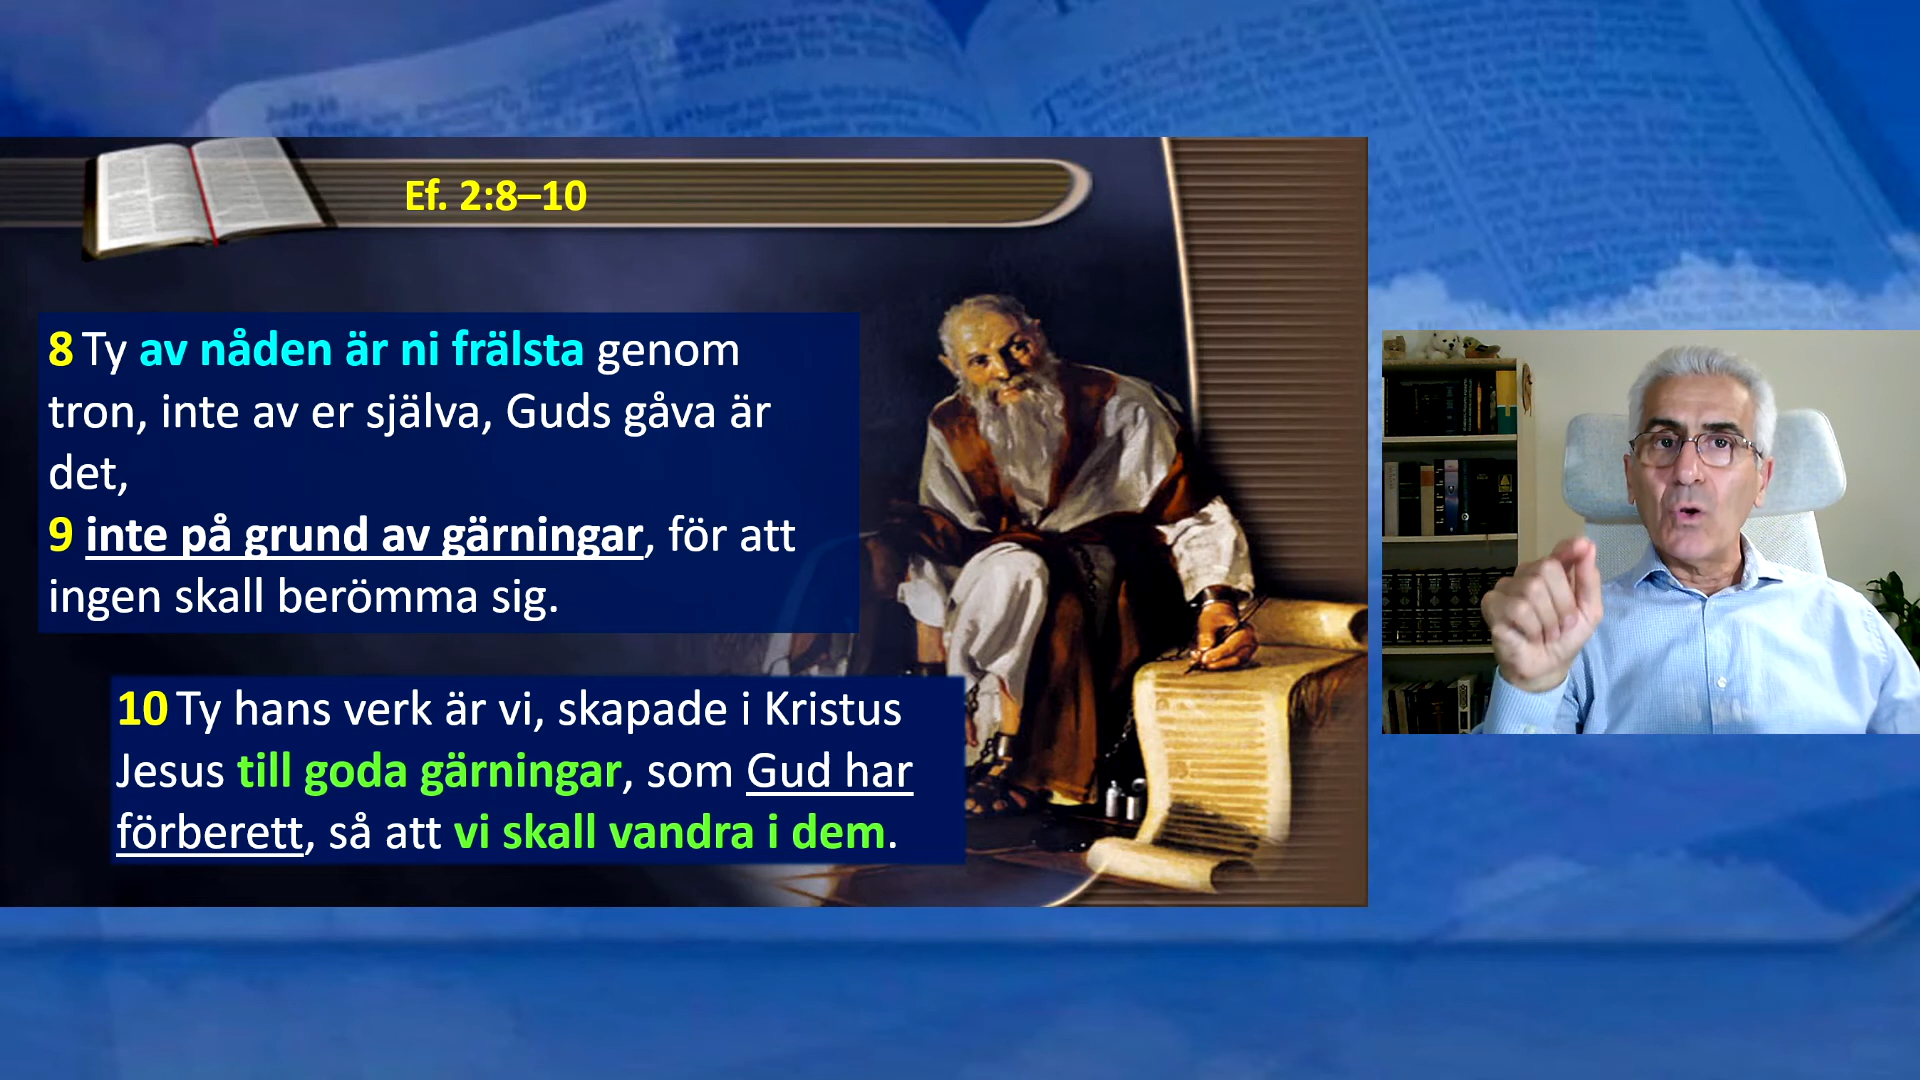 Ef. 2:8–10
8 Ty av nåden är ni frälsta genom
tron, inte av er själva, Guds gåva är
det,
9 inte på grund av gärningar, för att
ingen skall berömma sig.
10 Ty hans verk är vi, skapade i Kristus
Jesus till goda gärningar, som Gud har
förberett, så att vi skall vandra i dem.